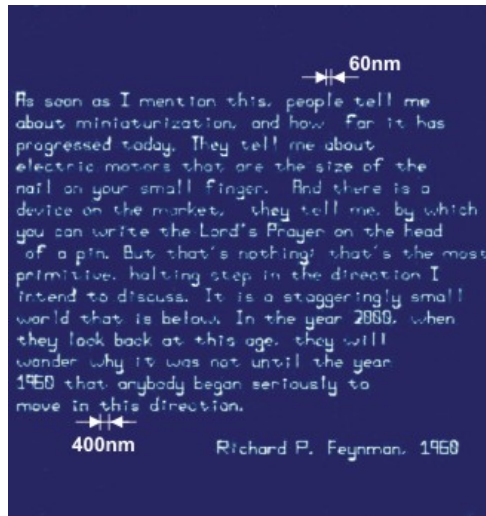 60nm
As soon as I mention this, people tell me
about miniaturization, and how far it has
progressed today. They tell me about
electric motors that are the size of the
nail on your small finger. And there is a
device on the market, they tell me, by which
you can write the Lord's Prayer on the head
of a pin. But that's nothing; that's the most
primitive, halting step in the direction I
intend to discuss. It is a staggeringly small
world that is below. In the year 2000, when
they look back at this age, they will
wonder why it was not until the year
1960 that anybody began seriously to
move in this direction.
400nm
Richard P. Feynman, 1960